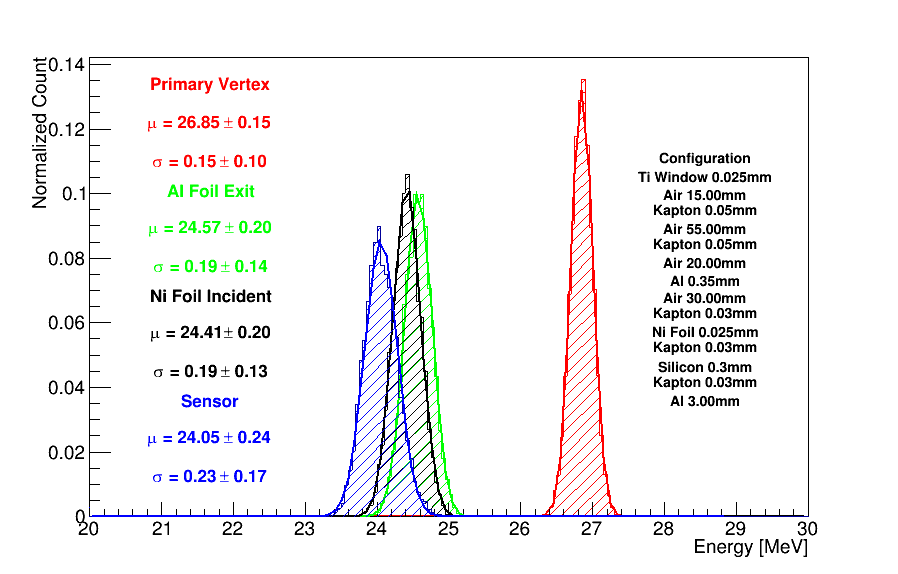 Normalized Count
0.14
0.12
0.1
0.08
0.06
0.04
0.02
0
Primary Vertex
μ = 26.85 ± 0.15
σ = 0.15 ± 0.10
Al Foil Exit
μ = 24.57 ± 0.20
σ = 0.19 ± 0.14
Ni Foil Incident
μ = 24.41 ± 0.20
σ = 0.19 ± 0.13
Sensor
μ = 24.05 ± 0.24
σ = 0.23 ± 0.17
Configuration
Ti Window 0.025mm
Air 15.00mm
Kapton 0.05mm
Air 55.00mm
Kapton 0.05mm
Air 20.00mm
Al 0.35mm
Air 30.00mm
Kapton 0.03mm
Ni Foil 0.025mm
Kapton 0.03mm
Silicon 0.3mm
Kapton 0.03mm
Al 3.00mm
20 21 22 23 24 25 26 27 28 29 30
Energy [MeV]